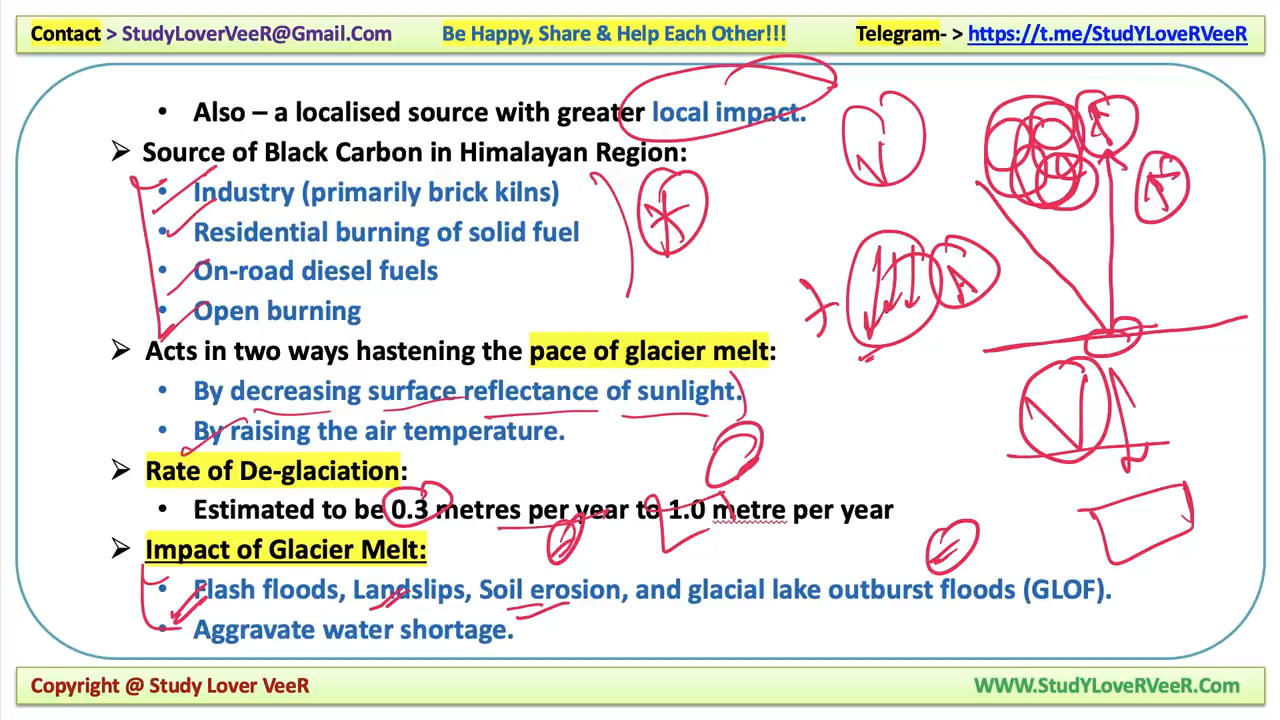 Contact > StudyLoverVeeR@Gmail.Com Be Happy, Share & Help Each Other!!! Telegram- > https://t.me/StudYLoveRVeeR
• Also – a localised source with greater local impact.
➢ Source of Black Carbon in Himalayan Region:
• Industry (primarily brick kilns)
• Residential burning of solid fuel
• On-road diesel fuels
• Open burning
➢ Acts in two ways hastening the pace of glacier melt:
• By decreasing surface reflectance of sunlight.
• By raising the air temperature.
➢ Rate of De-glaciation:
• Estimated to be 0.3 metres per year to 1.0 metre per year
➢ Impact of Glacier Melt:
• Flash floods, Landslips, Soil erosion, and glacial lake outburst floods (GLOF).
• Aggravate water shortage.
Copyright @ Study Lover VeeR WWW.StudYLoveRVeeR.Com